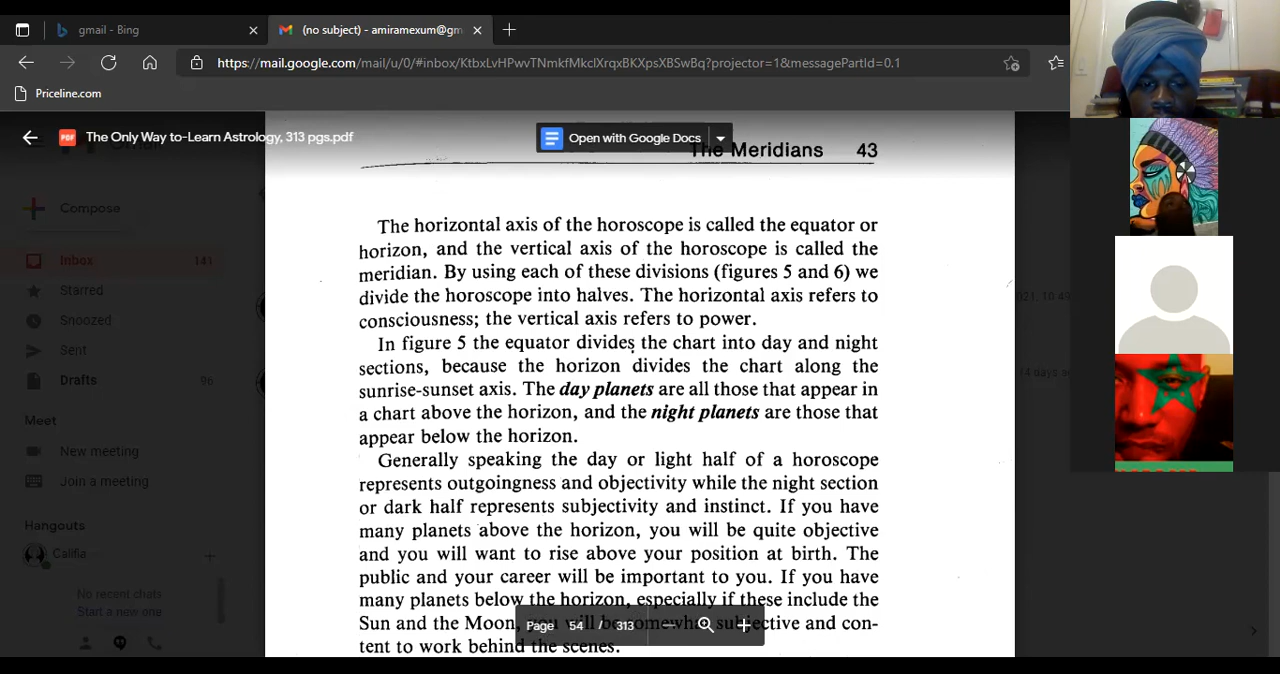 gmail - Bing
(no subject) - amiramexum@gm
https://mail.google.com/mail/u/0/#inbox/KtbxLvHPwvTNmkfMkclXrqxBKXpsXBSwBq?projector=1&messagePartId=0.1
Priceline.com
The Only Way to-Learn Astrology, 313 pgs.pdf
Open with Google Docs
The Meridians 43
Compose
Inbox 141
Starred
Snoozed
Sent
Drafts 96
Meet
New meeting
Join a meeting
Hangouts
Califia
No recent chats
Start a new one
The horizontal axis of the horoscope is called the equator or
horizon, and the vertical axis of the horoscope is called the
meridian. By using each of these divisions (figures 5 and 6) we
divide the horoscope into halves. The horizontal axis refers to
consciousness; the vertical axis refers to power.
In figure 5 the equator divides the chart into day and night
sections, because the horizon divides the chart along the
sunrise-sunset axis. The day planets are all those that appear in
a chart above the horizon, and the night planets are those that
appear below the horizon.
Generally speaking the day or light half of a horoscope
represents outgoingness and objectivity while the night section
or dark half represents subjectivity and instinct. If you have
many planets above the horizon, you will be quite objective
and you will want to rise above your position at birth. The
public and your career will be important to you. If you have
many planets below the horizon, especially if these include the
Sun and the Moon, you will be somewhat subjective and con-
tent to work behind the scenes.
Page 54 / 313
14 days ago